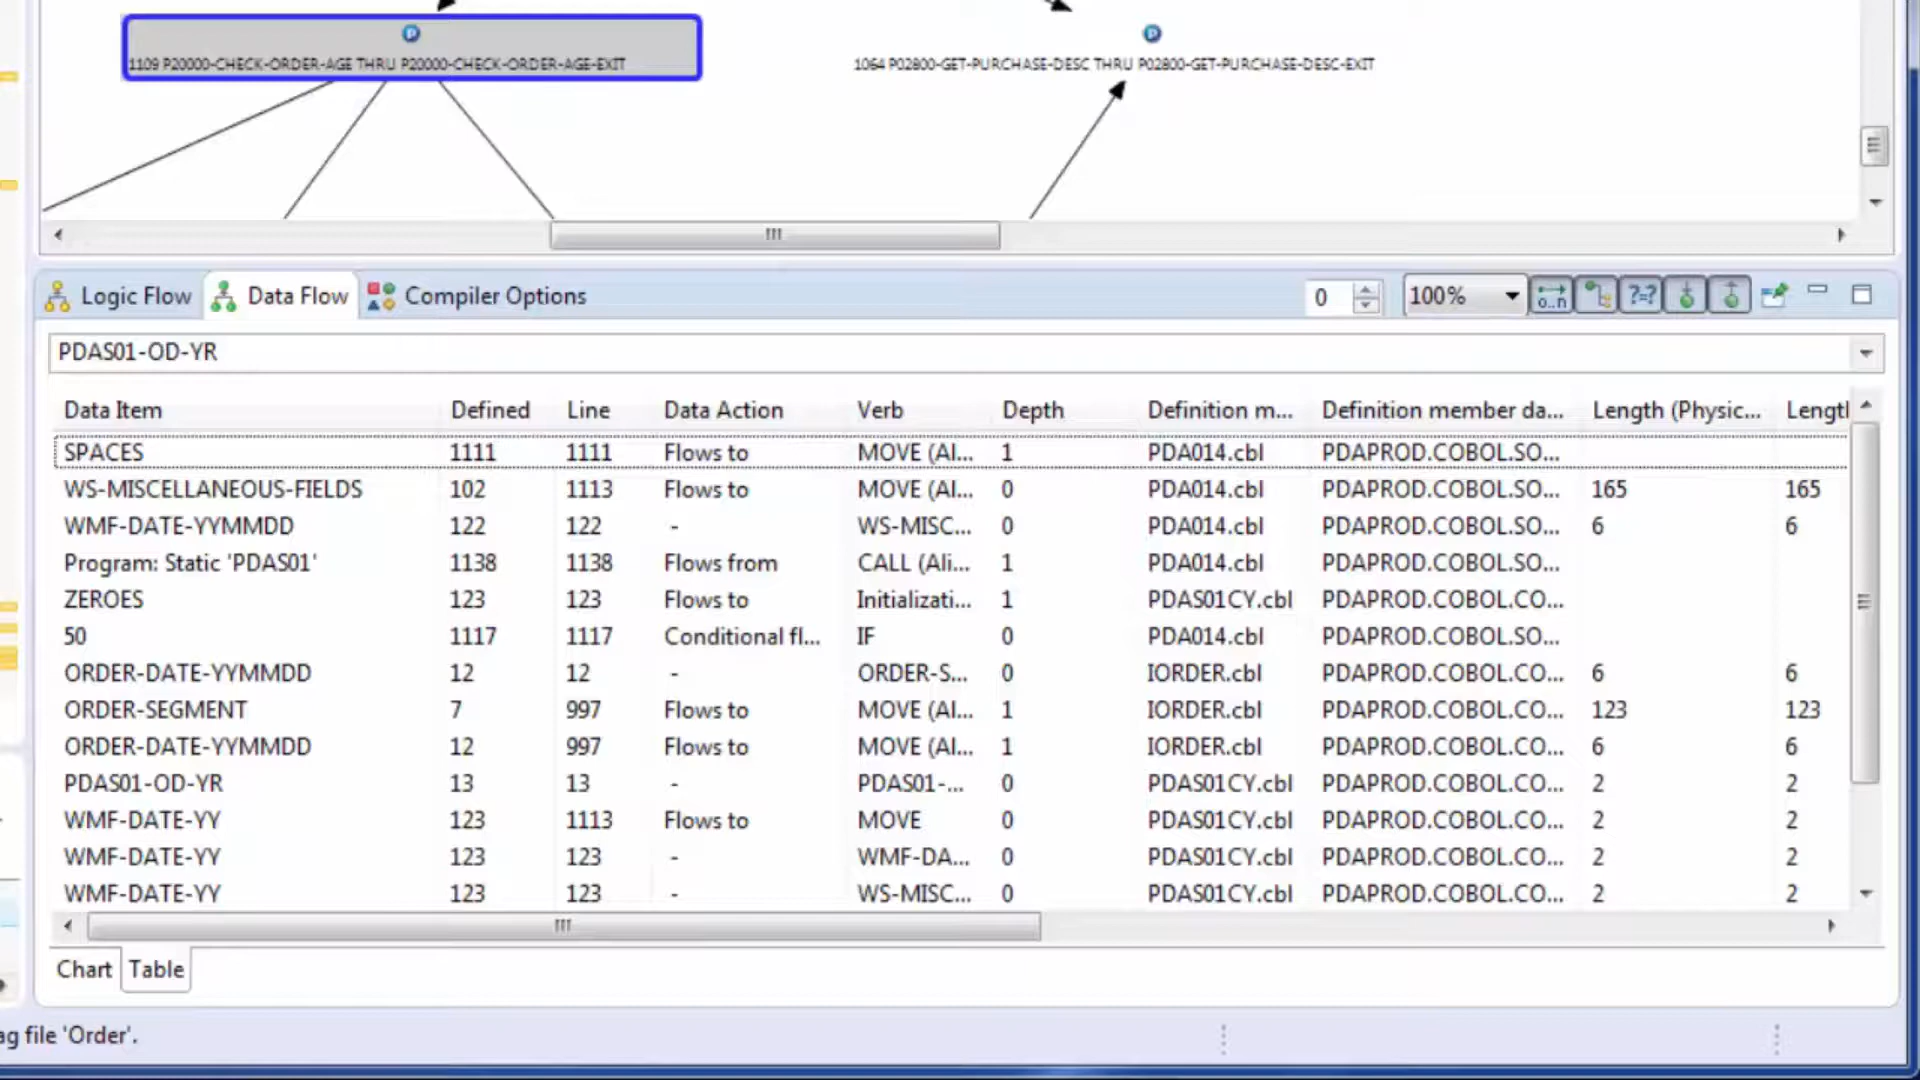 1109 P20000-CHECK-ORDER-AGE THRU P20000-CHECK-ORDER-AGE-EXIT
1064 P02800-GET-PURCHASE-DESC THRU P02800-GET-PURCHASE-DESC-EXIT
Logic Flow Data Flow Compiler Options 0 100% 0..n ?=?
PDAS01-OD-YR
Data Item Defined Line Data Action Verb Depth Definition m... Definition member da... Length (Physic... Length
SPACES 1111 1111 Flows to MOVE (Al... 1 PDA014.cbl PDAPROD.COBOL.SO...
WS-MISCELLANEOUS-FIELDS 102 1113 Flows to MOVE (Al... 0 PDA014.cbl PDAPROD.COBOL.SO... 165 165
WMF-DATE-YYMMDD 122 122 - WS-MISC... 0 PDA014.cbl PDAPROD.COBOL.SO... 6 6
Program: Static 'PDAS01' 1138 1138 Flows from CALL (Ali... 1 PDA014.cbl PDAPROD.COBOL.SO...
ZEROES 123 123 Flows to Initializati... 1 PDAS01CY.cbl PDAPROD.COBOL.CO...
50 1117 1117 Conditional fl... IF 0 PDA014.cbl PDAPROD.COBOL.SO...
ORDER-DATE-YYMMDD 12 12 - ORDER-S... 0 IORDER.cbl PDAPROD.COBOL.CO... 6 6
ORDER-SEGMENT 7 997 Flows to MOVE (Al... 1 IORDER.cbl PDAPROD.COBOL.CO... 123 123
ORDER-DATE-YYMMDD 12 997 Flows to MOVE (Al... 1 IORDER.cbl PDAPROD.COBOL.CO... 6 6
PDAS01-OD-YR 13 13 - PDAS01-... 0 PDAS01CY.cbl PDAPROD.COBOL.CO... 2 2
WMF-DATE-YY 123 1113 Flows to MOVE 0 PDAS01CY.cbl PDAPROD.COBOL.CO... 2 2
WMF-DATE-YY 123 123 - WMF-DA... 0 PDAS01CY.cbl PDAPROD.COBOL.CO... 2 2
WMF-DATE-YY 123 123 - WS-MISC... 0 PDAS01CY.cbl PDAPROD.COBOL.CO... 2 2
Chart Table
ag file 'Order'.